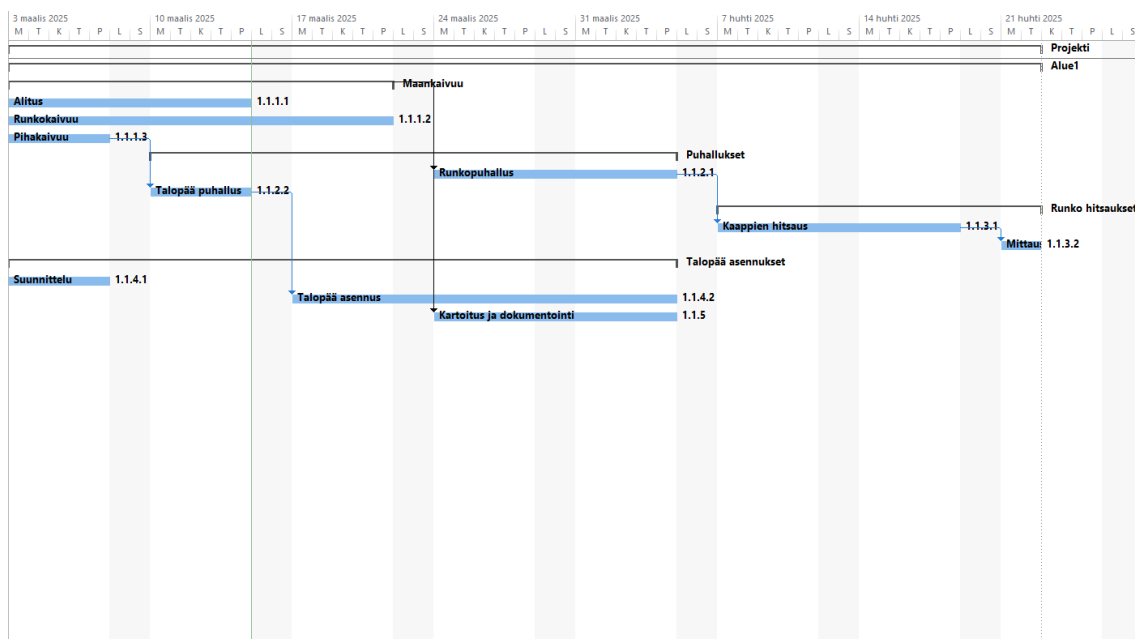 3 maalis 2025 10 maalis 2025 17 maalis 2025 24 maalis 2025 31 maalis 2025 7 huhti 2025 14 huhti 2025 21 huhti 2025
M T K T P L S M T K T P L S M T K T P L S M T K T P L S M T K T P L S M T K T P L S M T K T P L S M T K T P L S
Projekti
Alue1
Maankaivuu
Alitus 1.1.1.1
Runkokaivuu 1.1.1.2
Pihakaivuu 1.1.1.3
Puhallukset
Runkopuhallus 1.1.2.1
Talopää puhallus 1.1.2.2
Runko hitsaukset
Kaappien hitsaus 1.1.3.1
Mittaus 1.1.3.2
Talopää asennukset
Suunnittelu 1.1.4.1
Talopää asennus 1.1.4.2
Kartoitus ja dokumentointi 1.1.5